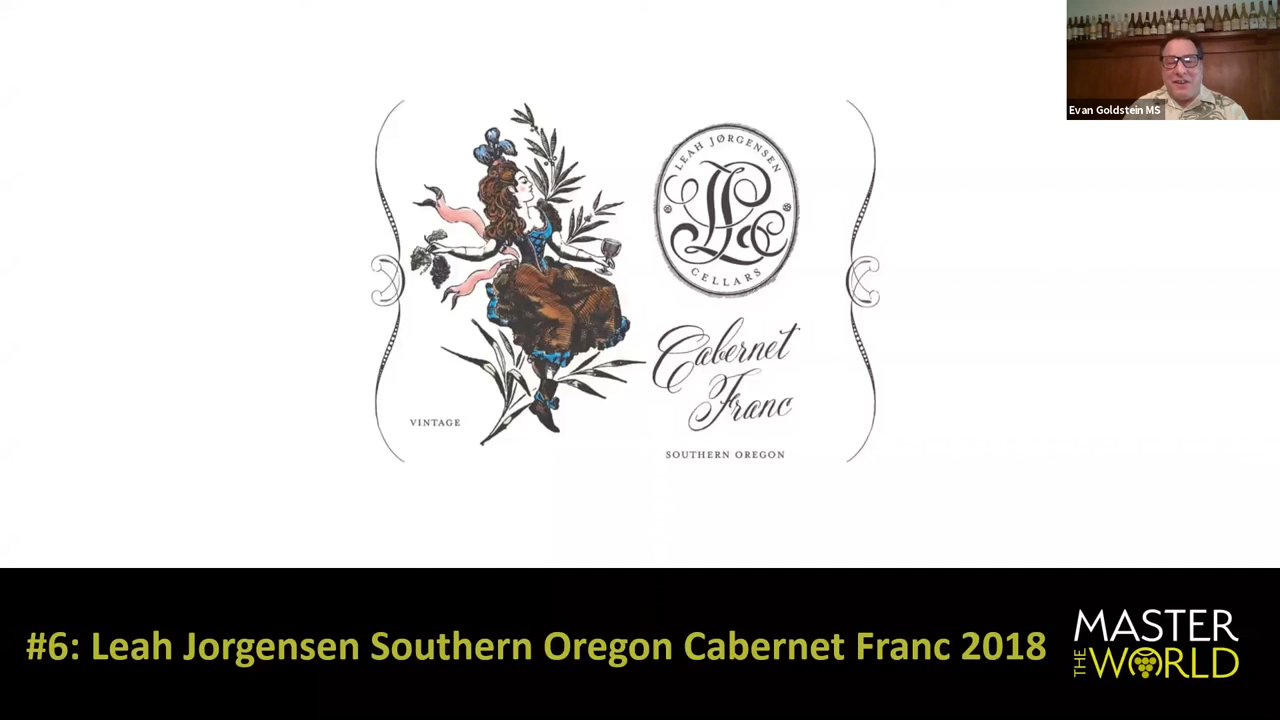 Evan Goldstein MS
LEAH JØRGENSEN
LJC
CELLARS
Cabernet
Franc
VINTAGE
SOUTHERN OREGON
#6: Leah Jorgensen Southern Oregon Cabernet Franc 2018
MASTER
THE WORLD